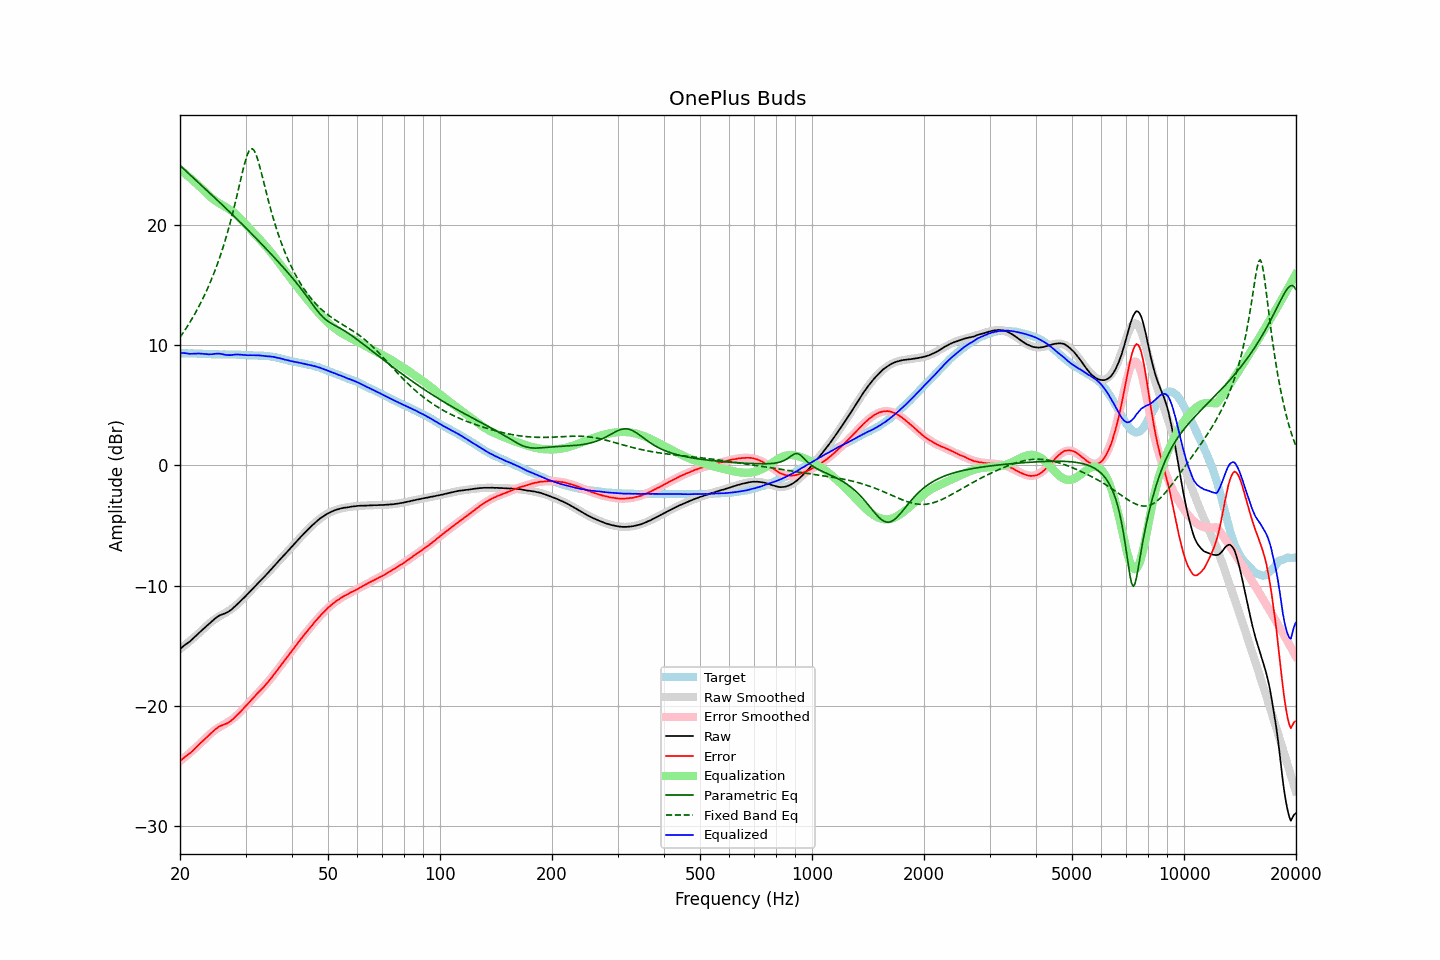 OnePlus Buds
Amplitude (dBr)
20
10
0
−10
−20
−30
Target
Raw Smoothed
Error Smoothed
Raw
Error
Equalization
Parametric Eq
Fixed Band Eq
Equalized
20 50 100 200 500 1000 2000 5000 10000 20000
Frequency (Hz)